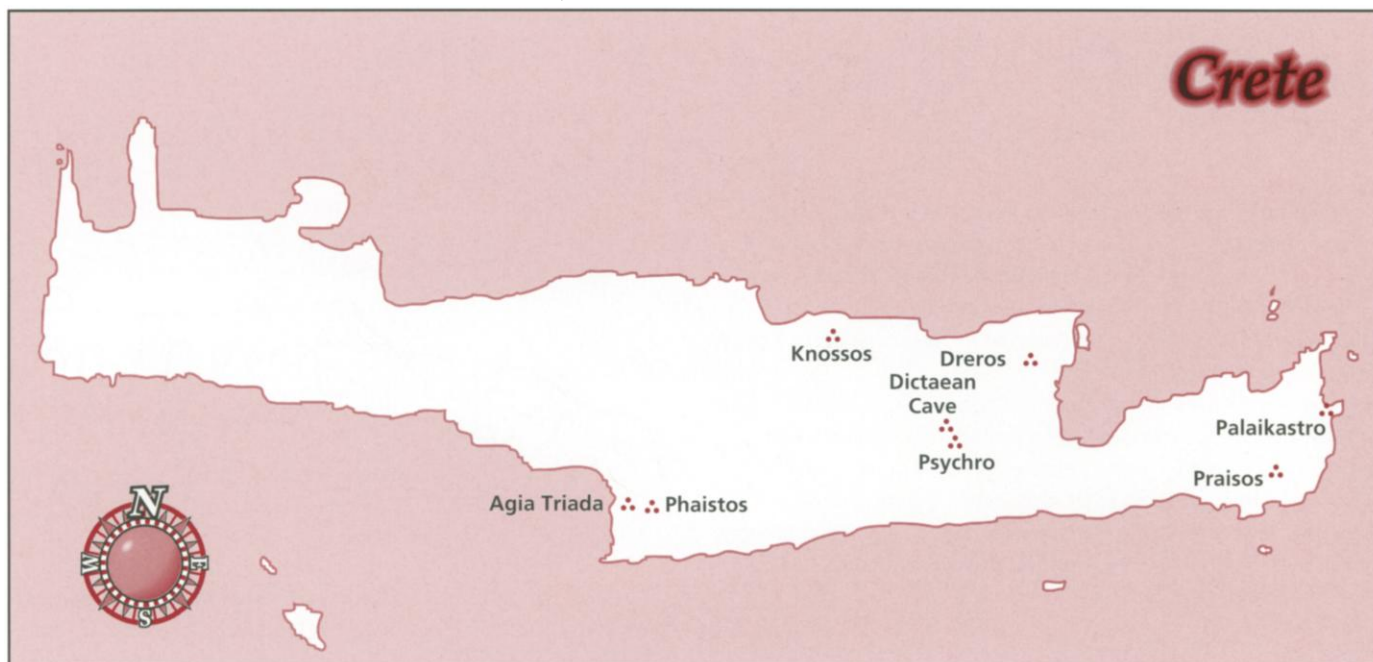 Crete
Knossos
Dreros
Dictaean
Cave
Psychro
Palaikastro
Praisos
Agia Triada
Phaistos
N
W
E
S